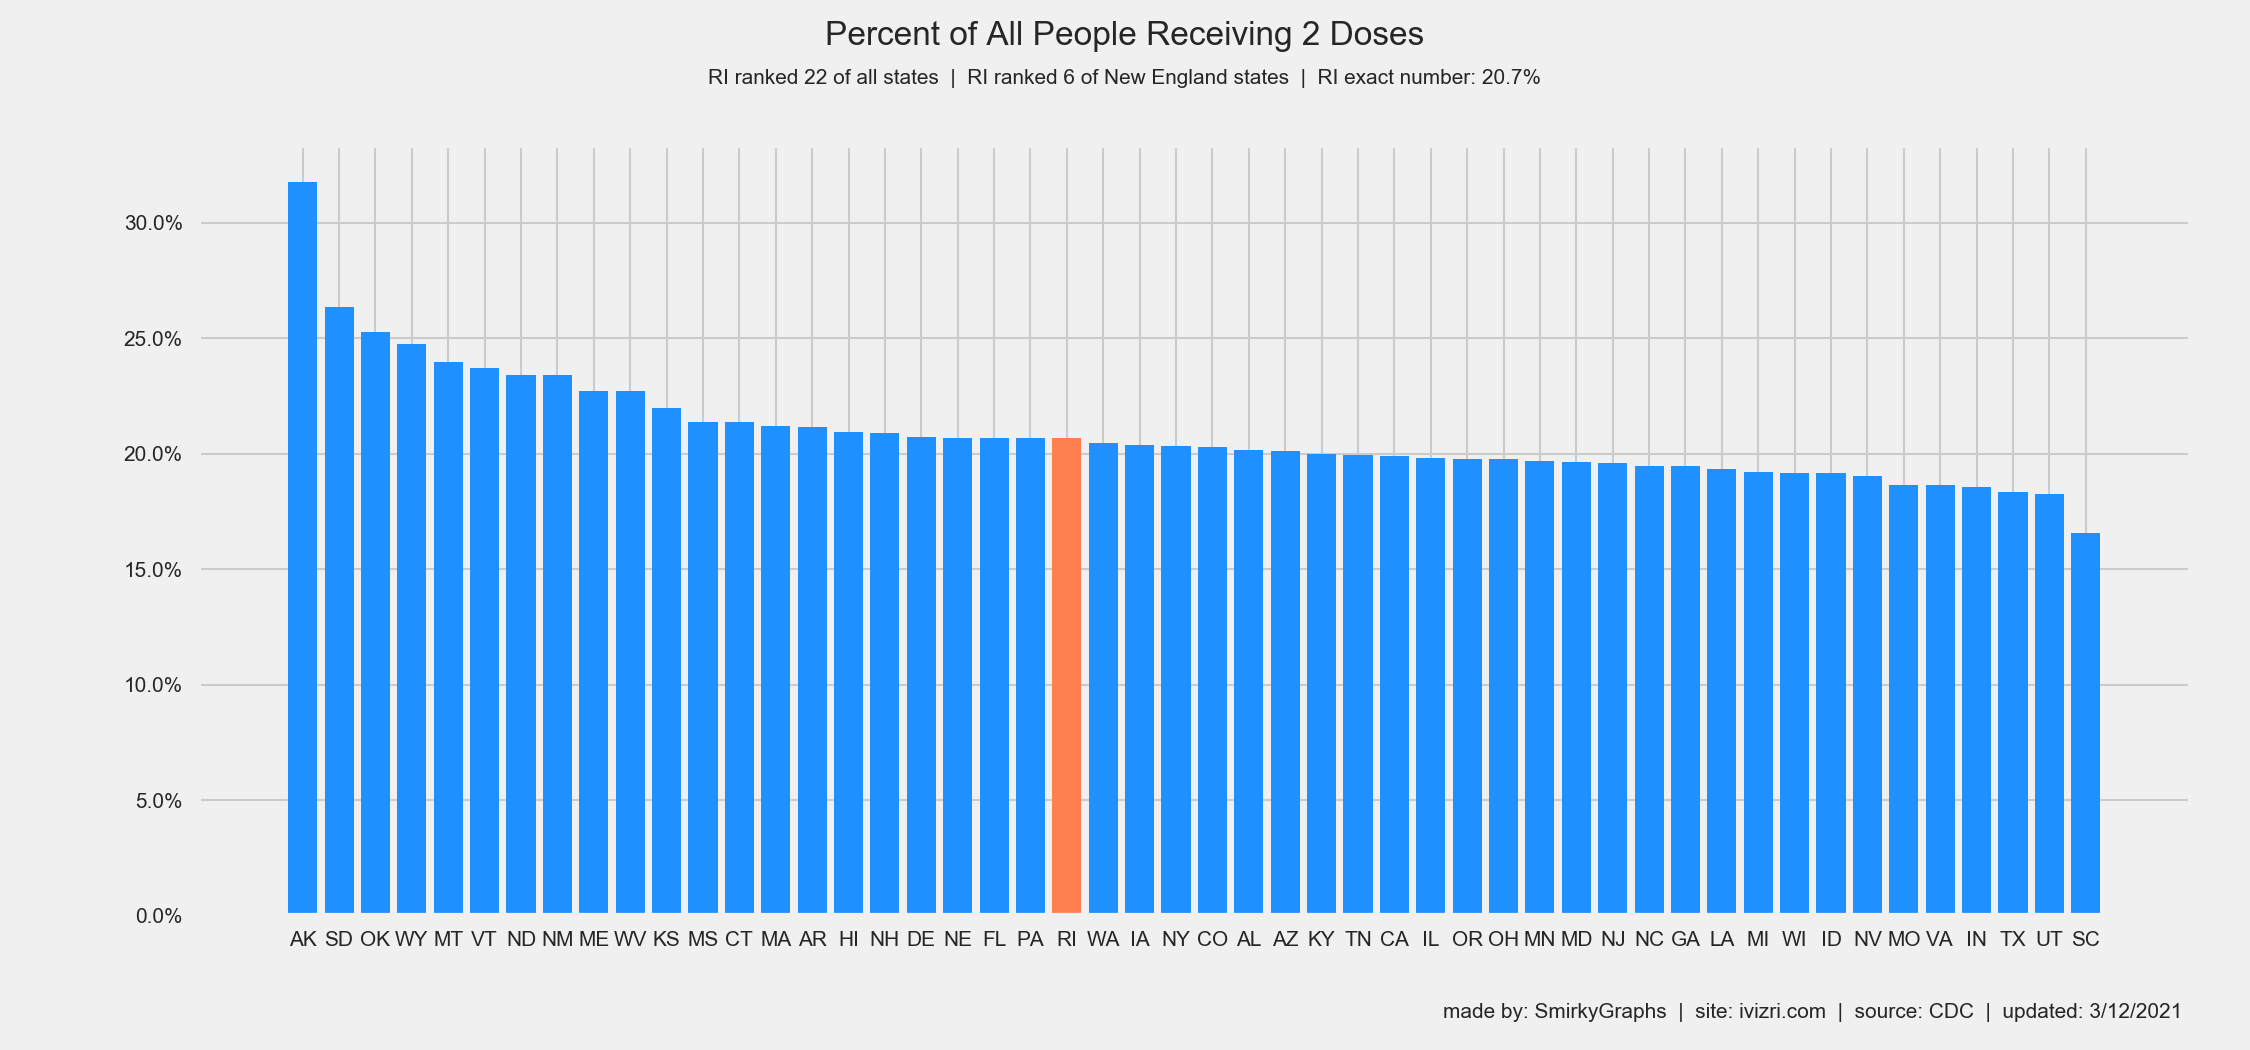 Percent of All People Receiving 2 Doses
RI ranked 22 of all states | RI ranked 6 of New England states | RI exact number: 20.7%
30.0%
25.0%
20.0%
15.0%
10.0%
5.0%
0.0%
AK SD OK WY MT VT ND NM ME WV KS MS CT MA AR HI NH DE NE FL PA RI WA IA NY CO AL AZ KY TN CA IL OR OH MN MD NJ NC GA LA MI WI ID NV MO VA IN TX UT SC
made by: SmirkyGraphs | site: ivizri.com | source: CDC | updated: 3/12/2021